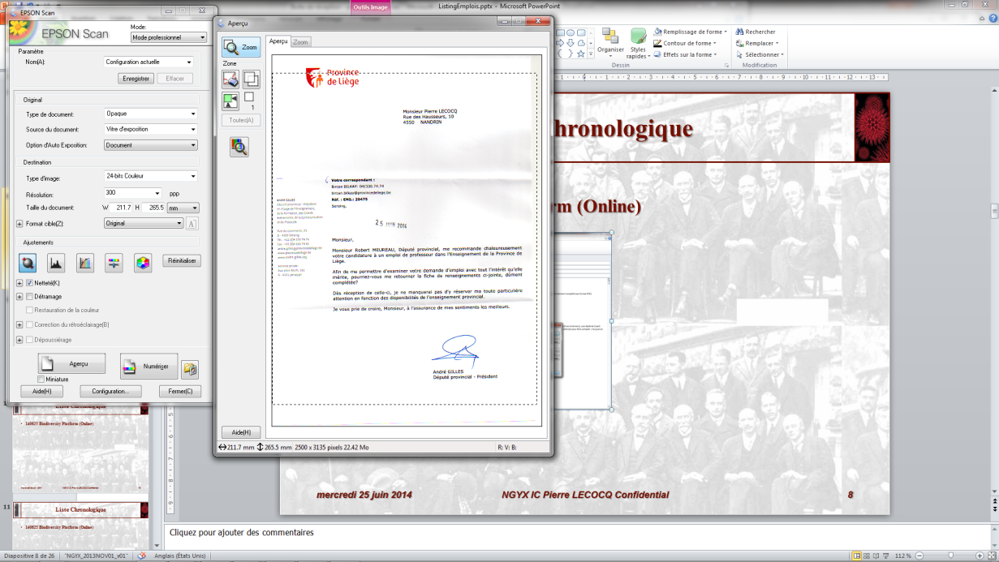 EPSON Scan
EPSON Scan
Mode:
Mode professionnel
Paramètre
Nom(A):
Configuration actuelle
Enregistrer
Effacer
Original
Type de document:
Opaque
Source du document:
Vitre d'exposition
Option d'Auto Exposition:
Document
Destination
Type d'image:
24-bits Couleur
Résolution:
300
ppp
Taille du document:
W 211.7 H 265.5 mm
Format cible(Z):
Original
Ajustements
Réinitialiser
Netteté(K)
Détramage
Restauration de la couleur
Correction du rétroéclairage(B)
Dépoussiérage
Aperçu
Numériser
Miniature
Aide(H)
Configuration...
Fermer(C)
Aperçu
Zoom
Zone
1
Toutes(A)
Aide(H)
Aperçu
Zoom
Province
de Liège
Monsieur Pierre LECOCQ
Rue des Hausseurs, 10
4550 NANDRIN
Votre correspondant :
Bircan BILKAY: 04/330.74.74
bircan.bilkay@provincedeliege.be
Réf. : ENS.: 20475
Seraing,
25 JUIN 2014
André GILLES
Monsieur,
Monsieur Robert MEUREAU, Député provincial, me recommande chaleureusement
votre candidature à un emploi de professeur dans l'Enseignement de la Province de
Liège.
Afin de me permettre d'examiner votre demande d'emploi avec tout l'intérêt qu'elle
mérite, pourriez-vous me retourner la fiche de renseignements ci-jointe, dûment
complétée?
Dès réception de celle-ci, je ne manquerai pas d'y réserver ma toute particulière
attention en fonction des disponibilités de l'enseignement provincial.
Je vous prie de croire, Monsieur, à l'assurance de mes sentiments les meilleurs.
André GILLES
Député provincial - Président
211.7 mm 265.5 mm 2500 x 3135 pixels 22.42 Mo
R: V: B:
Outils Image
ListingEmplois.pptx - Microsoft PowerPoint
Organiser
Styles
rapides
Remplissage de forme
Contour de forme
Effets sur la forme
Dessin
Rechercher
Remplacer
Sélectionner
Modification
hronologique
rm (Online)
mercredi 25 juin 2014
NGYX IC Pierre LECOCQ Confidential
8
Liste Chronologique
140625 Biodiversity Platform (Online)
11
Liste Chronologique
140625 Biodiversity Platform (Online)
Cliquez pour ajouter des commentaires
Diapositive 8 de 26
"NGYX_2013NOV01_v01"
Anglais (États Unis)
112 %